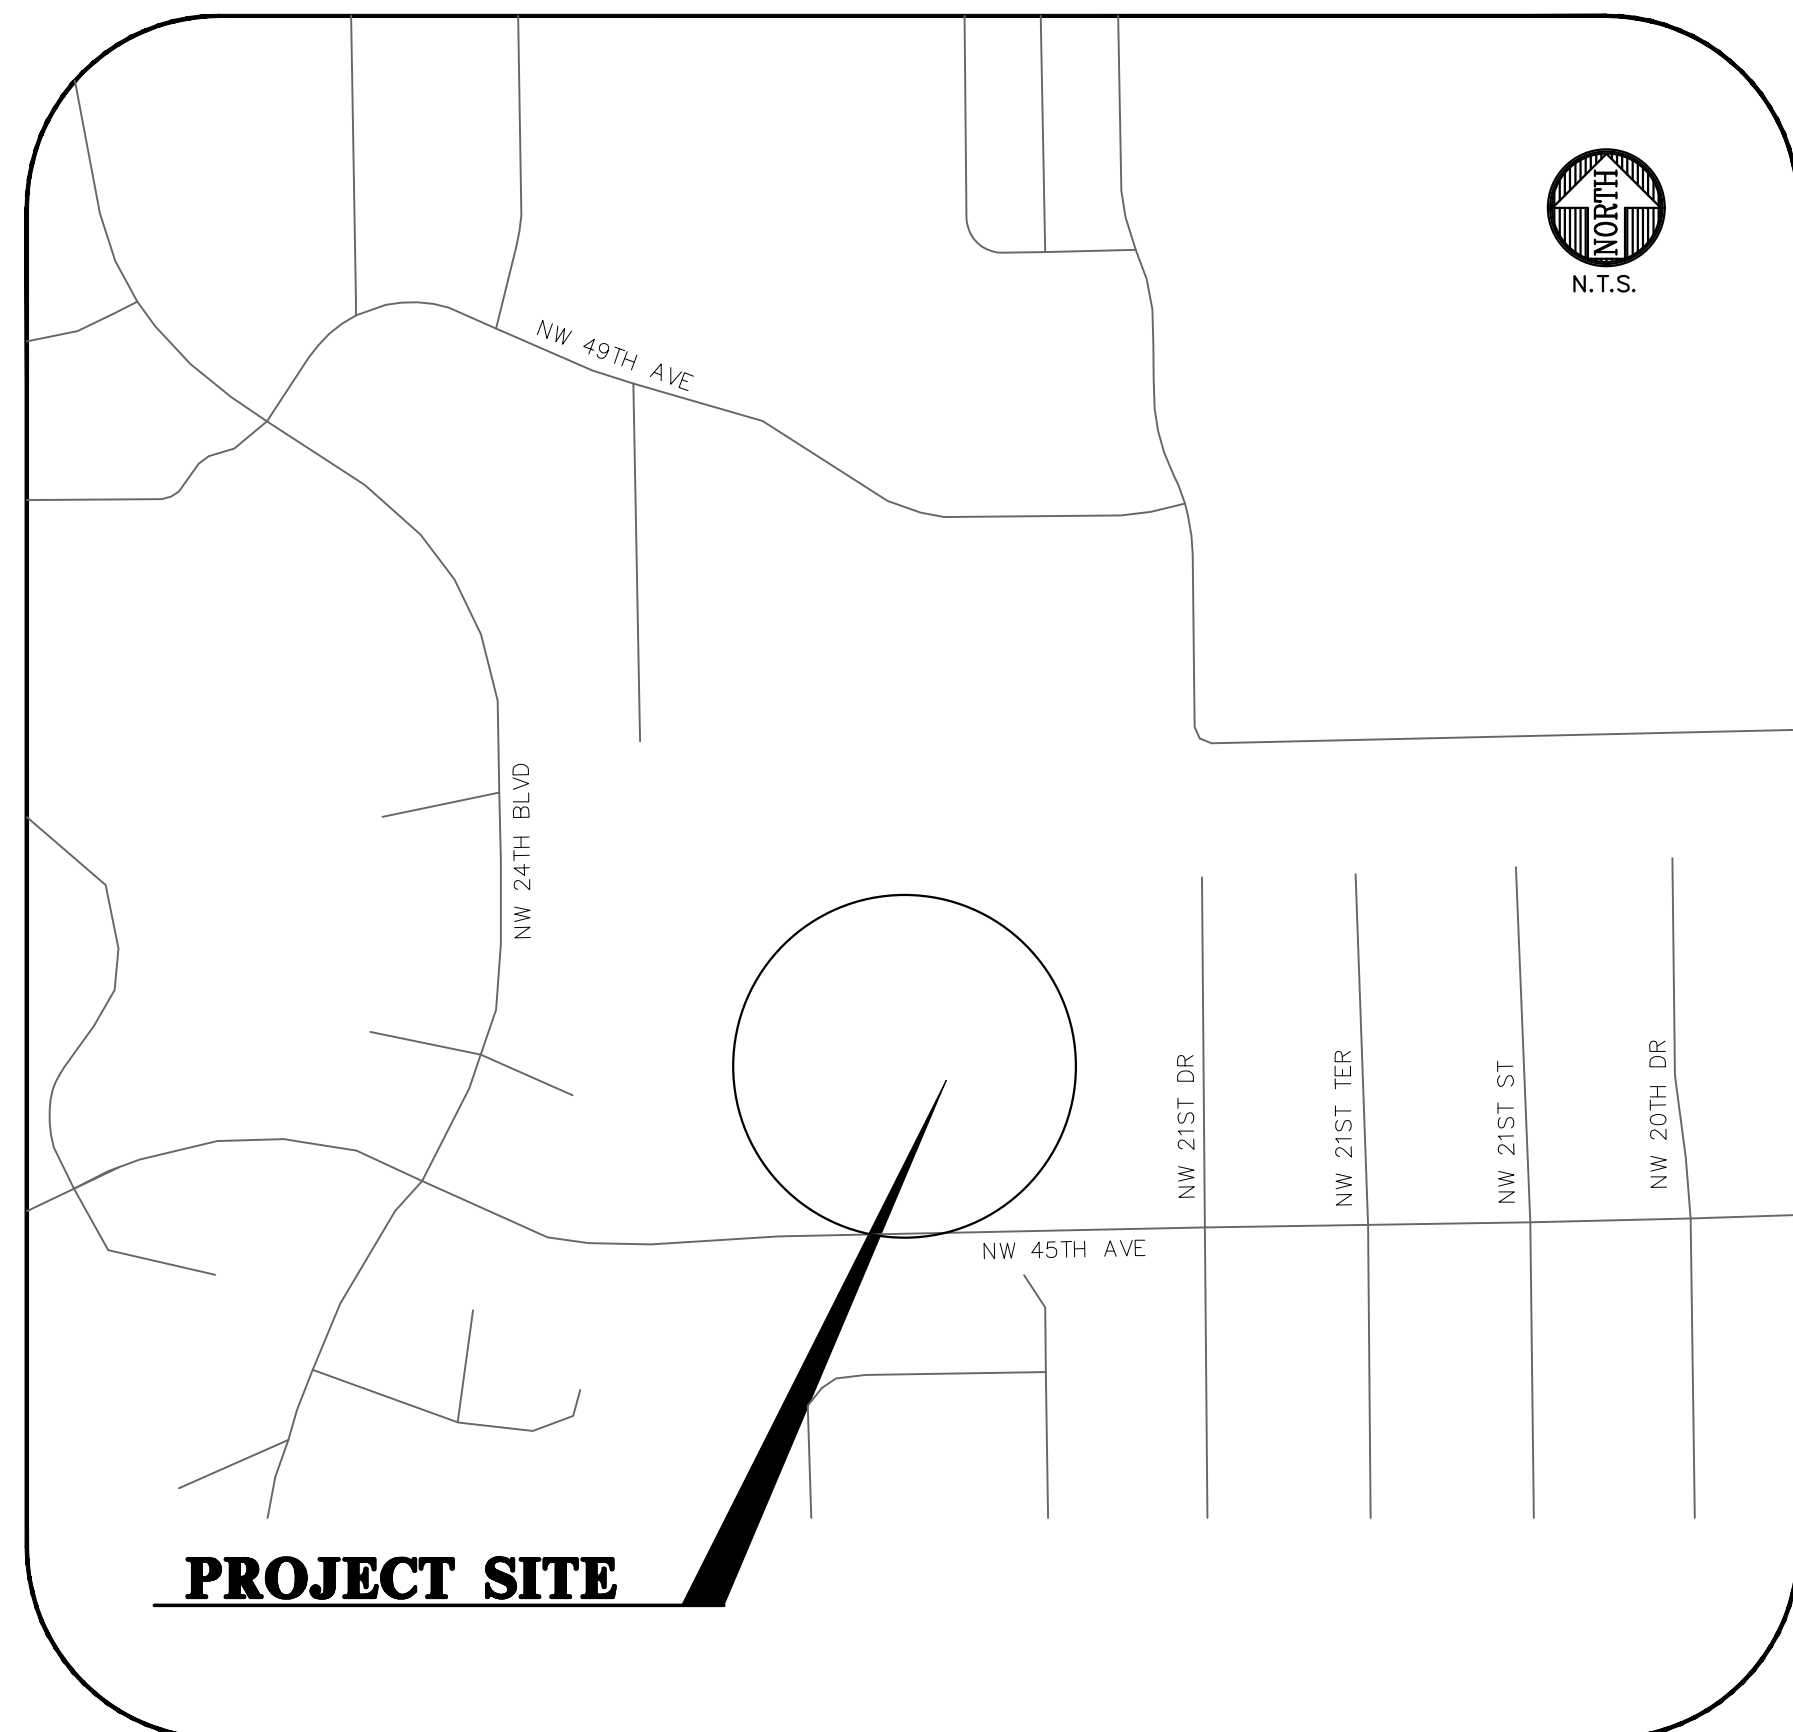 NORTH
N.T.S.
NW 49TH AVE
NW 24TH BLVD
NW 21ST DR
NW 21ST TER
NW 21ST ST
NW 20TH DR
NW 45TH AVE
PROJECT SITE